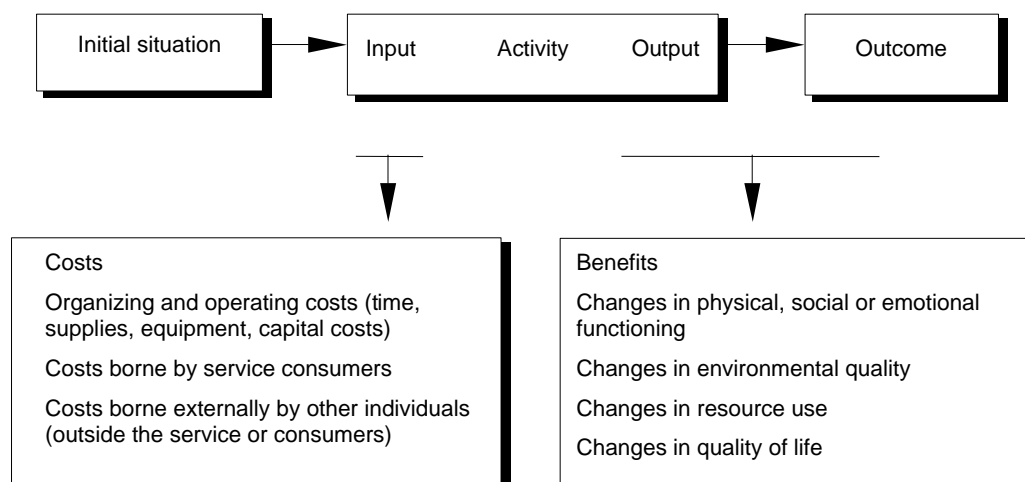 Initial situation
Input Activity Output
Outcome
Costs
Organizing and operating costs (time,
supplies, equipment, capital costs)
Costs borne by service consumers
Costs borne externally by other individuals
(outside the service or consumers)
Benefits
Changes in physical, social or emotional
functioning
Changes in environmental quality
Changes in resource use
Changes in quality of life